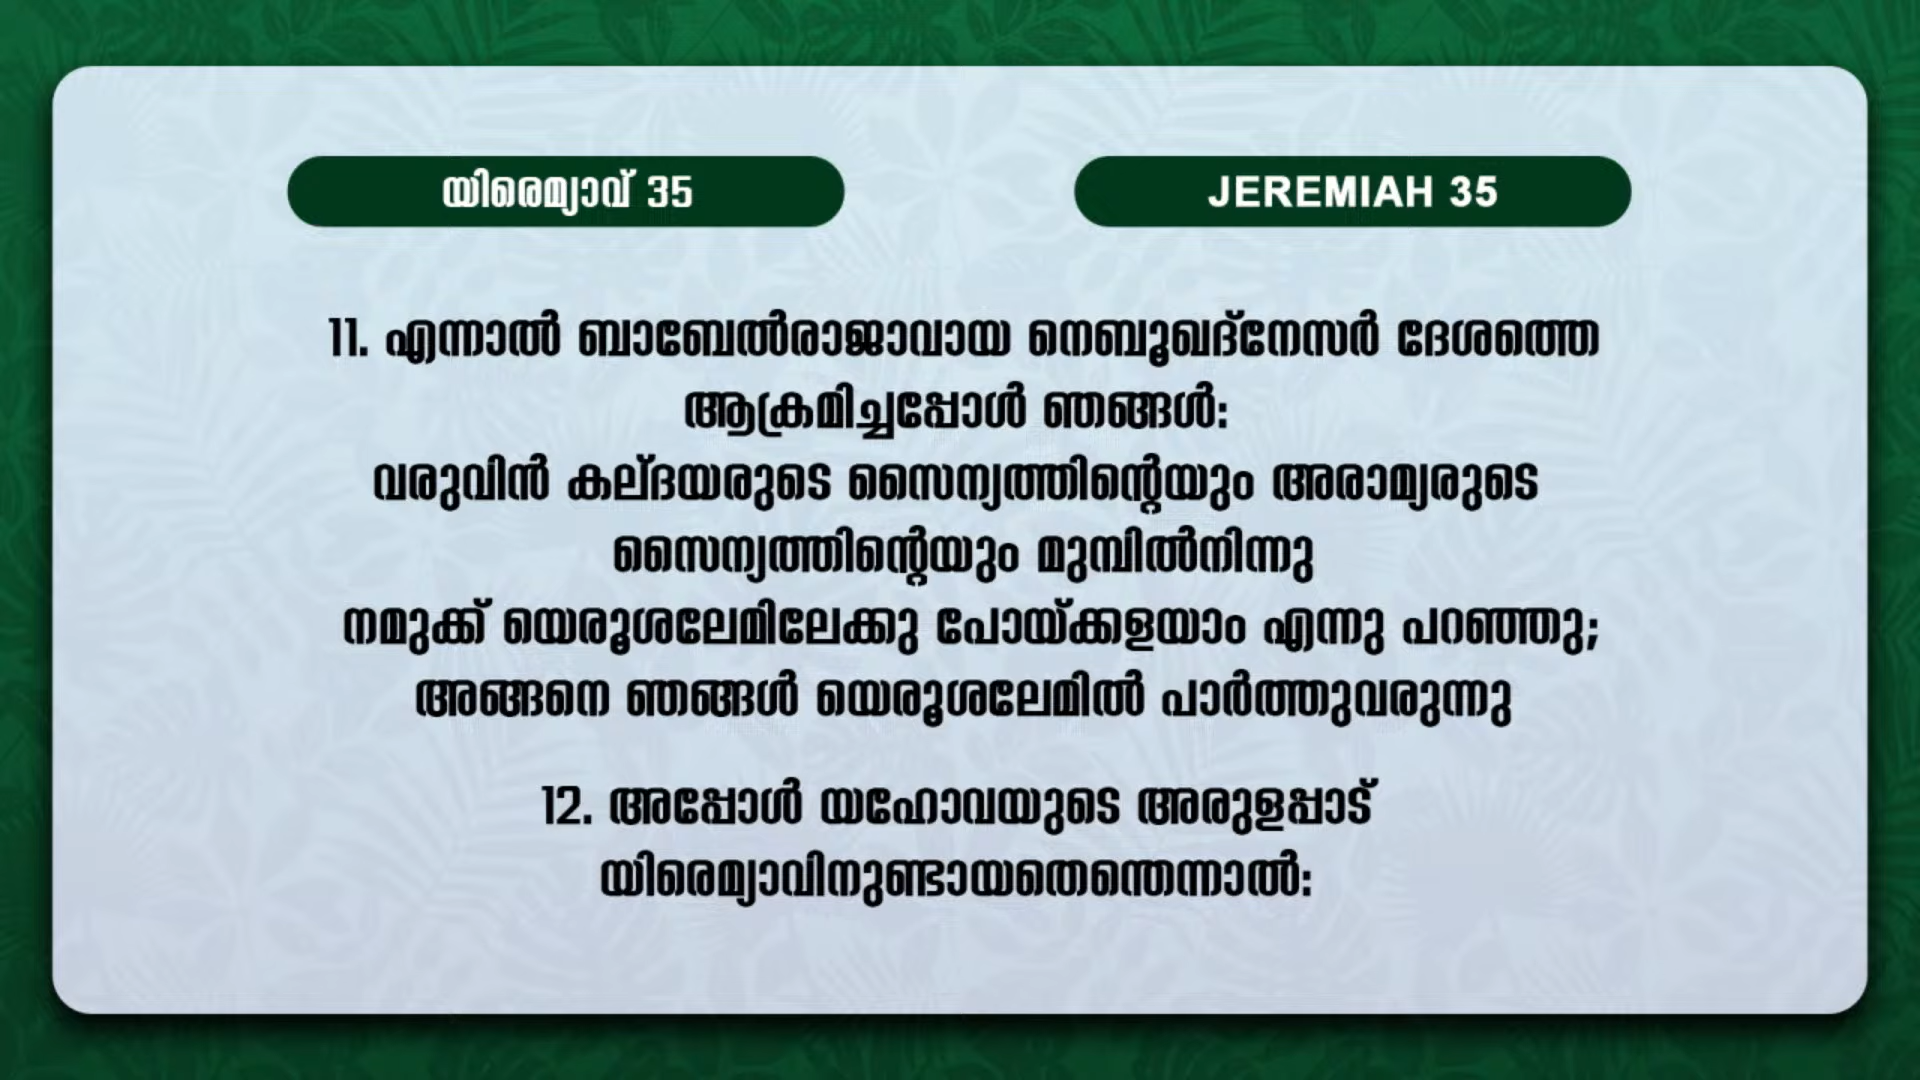 യിരെമ്യാവ് 35
JEREMIAH 35
11. എന്നാൽ ബാബേൽരാജാവായ നെബൂഖദ്നേസർ ദേശത്തെ
ആക്രമിച്ചപ്പോൾ ഞങ്ങൾ:
വരുവിൻ കല്ദയരുടെ സൈന്യത്തിന്റെയും അരാമ്യരുടെ
സൈന്യത്തിന്റെയും മുമ്പിൽനിന്നു
നമുക്ക് യെരൂശലേമിലേക്കു പോയ്ക്കളയാം എന്നു പറഞ്ഞു;
അങ്ങനെ ഞങ്ങൾ യെരൂശലേമിൽ പാർത്തുവരുന്നു
12. അപ്പോൾ യഹോവയുടെ അരുളപ്പാട്
യിരെമ്യാവിനുണ്ടായതെന്തെന്നാൽ: